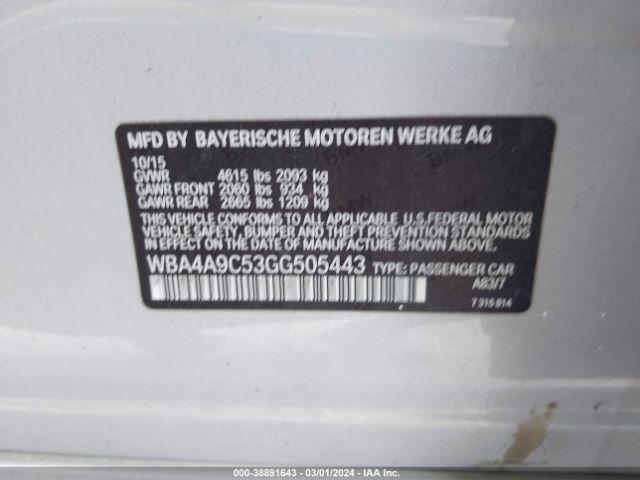 MFD BY BAYERISCHE MOTOREN WERKE AG
10/15
GVWR 4615 lbs 2093 kg
GAWR FRONT 2060 lbs 934 kg
GAWR REAR 2665 lbs 1209 kg
THIS VEHICLE CONFORMS TO ALL APPLICABLE U.S.FEDERAL MOTOR
VEHICLE SAFETY, BUMPER, AND THEFT PREVENTION STANDARDS
IN EFFECT ON THE DATE OF MANUFACTURE SHOWN ABOVE.
WBA4A9C53GG505443 TYPE: PASSENGER CAR
A83/7
7 315 814
000-38891643 - 03/01/2024 - IAA Inc.